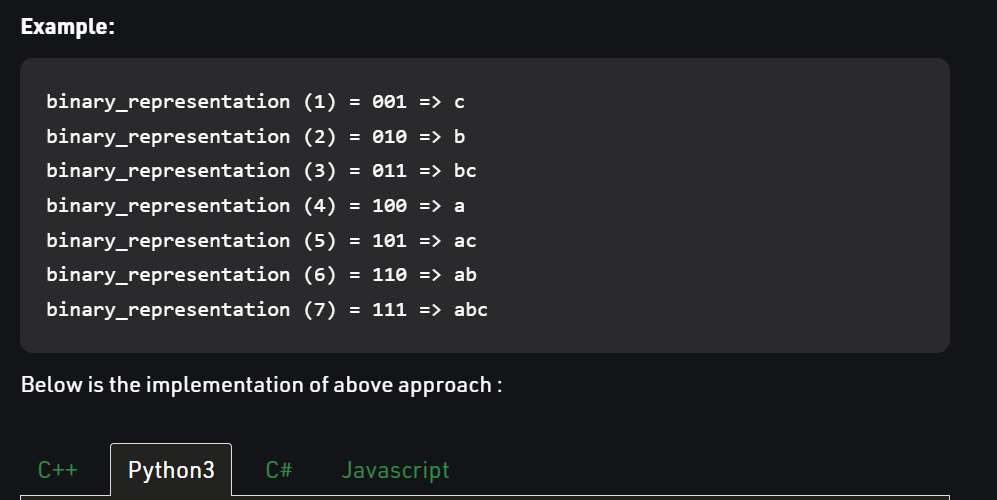 Example:
binary_representation (1) = 001 => c
binary_representation (2) = 010 => b
binary_representation (3) = 011 => bc
binary_representation (4) = 100 => a
binary_representation (5) = 101 => ac
binary_representation (6) = 110 => ab
binary_representation (7) = 111 => abc
Below is the implementation of above approach :
C++ Python3 C# Javascript